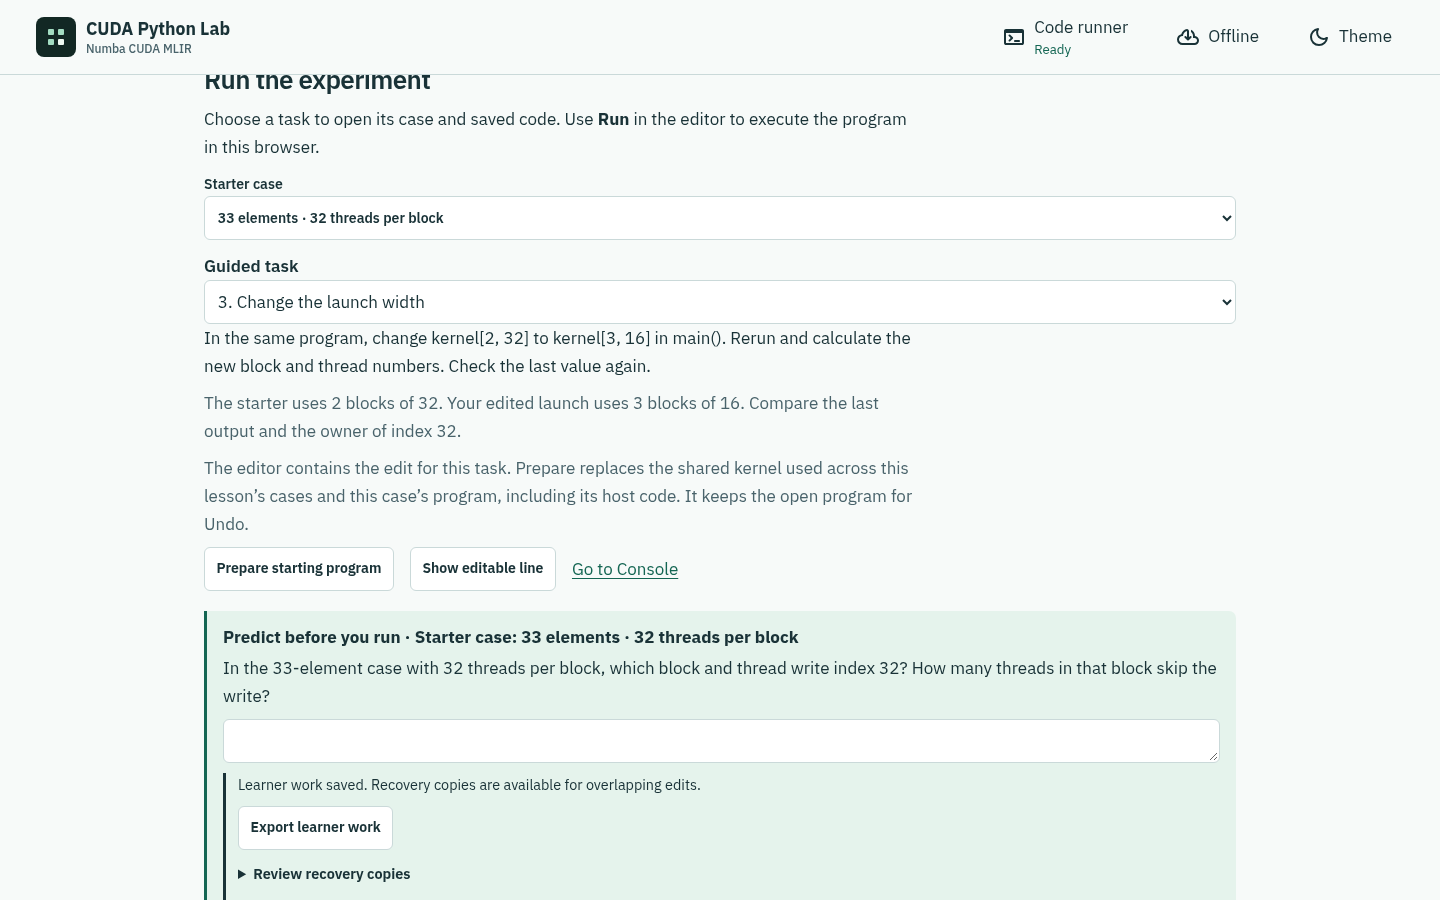 CUDA Python Lab
Numba CUDA MLIR
Code runner
Ready
Offline
Theme
Run the experiment
Choose a task to open its case and saved code. Use Run in the editor to execute the program
in this browser.
Starter case
33 elements · 32 threads per block
Guided task
3. Change the launch width
In the same program, change kernel[2, 32] to kernel[3, 16] in main(). Rerun and calculate the
new block and thread numbers. Check the last value again.
The starter uses 2 blocks of 32. Your edited launch uses 3 blocks of 16. Compare the last
output and the owner of index 32.
The editor contains the edit for this task. Prepare replaces the shared kernel used across this
lesson’s cases and this case’s program, including its host code. It keeps the open program for
Undo.
Prepare starting program
Show editable line
Go to Console
Predict before you run · Starter case: 33 elements · 32 threads per block
In the 33-element case with 32 threads per block, which block and thread write index 32? How many threads in that block skip the
write?
Learner work saved. Recovery copies are available for overlapping edits.
Export learner work
Review recovery copies